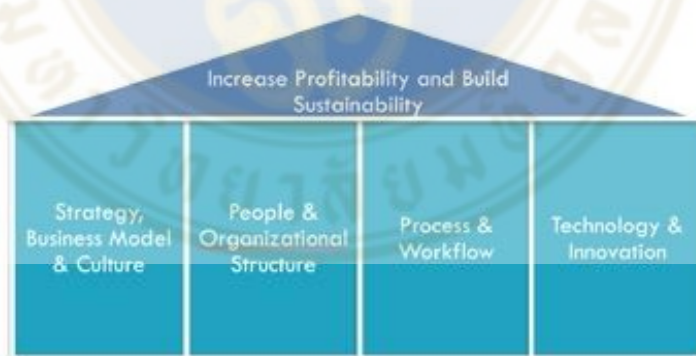 Increase Profitability and Build
Sustainability
Strategy,
Business Model
& Culture
People &
Organizational
Structure
Process &
Workflow
Technology &
Innovation